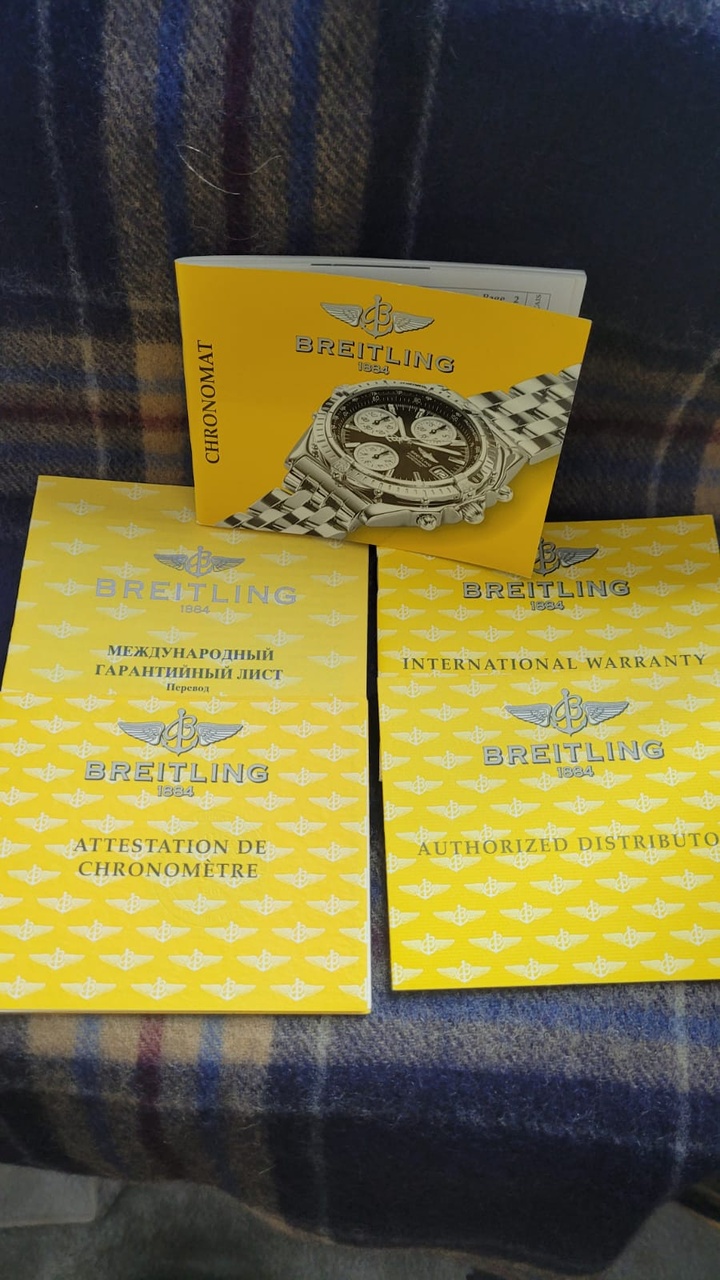 CHRONOMAT
BREITLING
1884
BREITLING
1884
МЕЖДУНАРОДНЫЙ
ГАРАНТИЙНЫЙ ЛИСТ
Перевод
BREITLING
1884
INTERNATIONAL WARRANTY
BREITLING
1884
ATTESTATION DE
CHRONOMÈTRE
BREITLING
1884
AUTHORIZED DISTRIBUTO